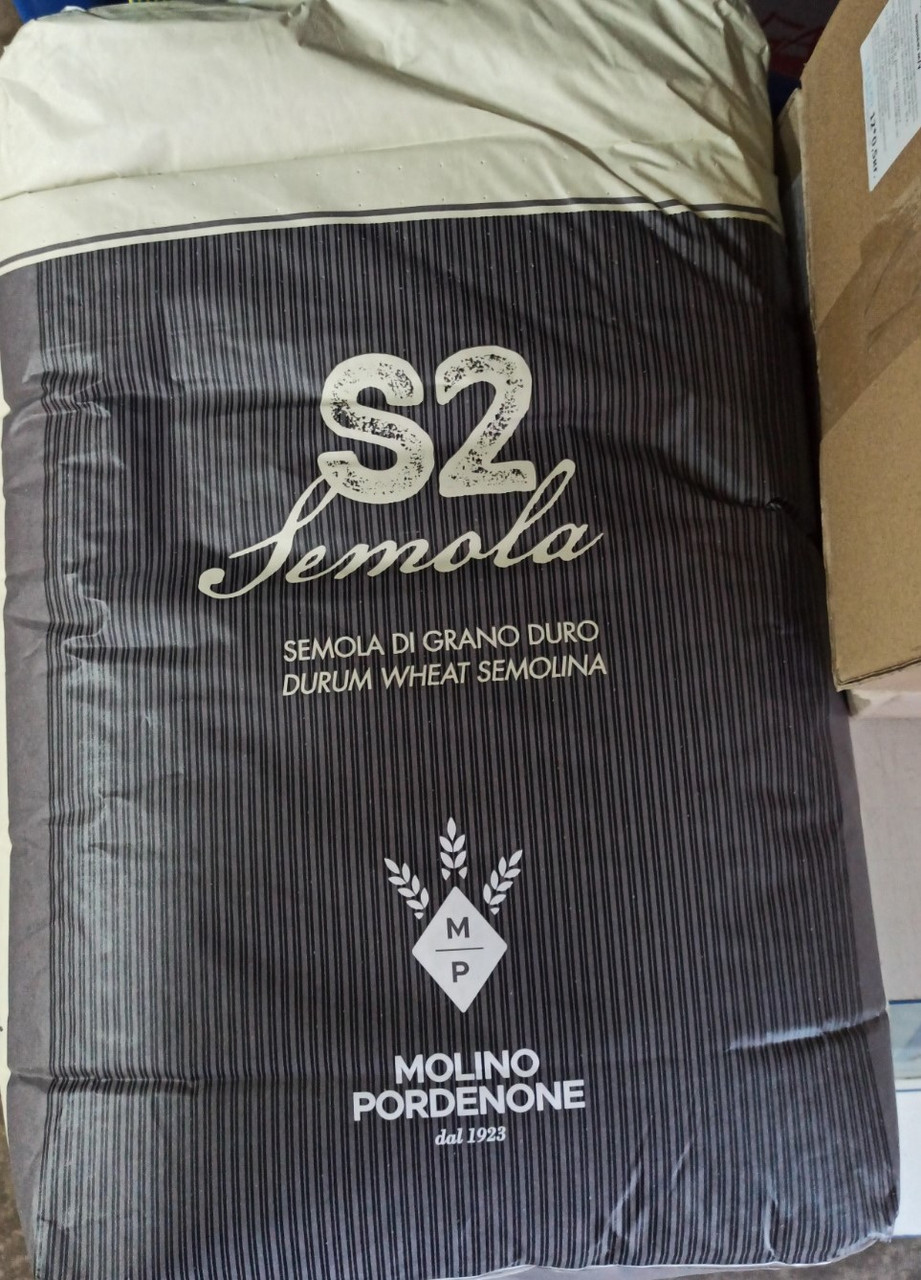 S2
Semola
SEMOLA DI GRANO DURO
DURUM WHEAT SEMOLINA
M
P
MOLINO
PORDENONE
dal 1923